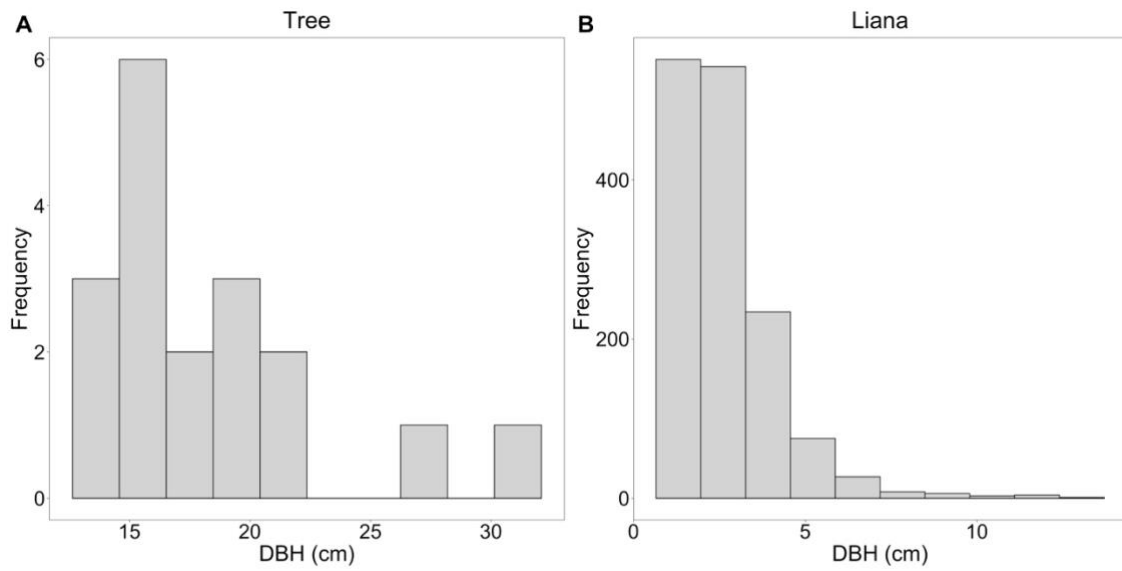 A
Tree
6
4
2
0
Frequency
15 20 25 30
DBH (cm)
B
Liana
400
200
0
Frequency
0 5 10
DBH (cm)